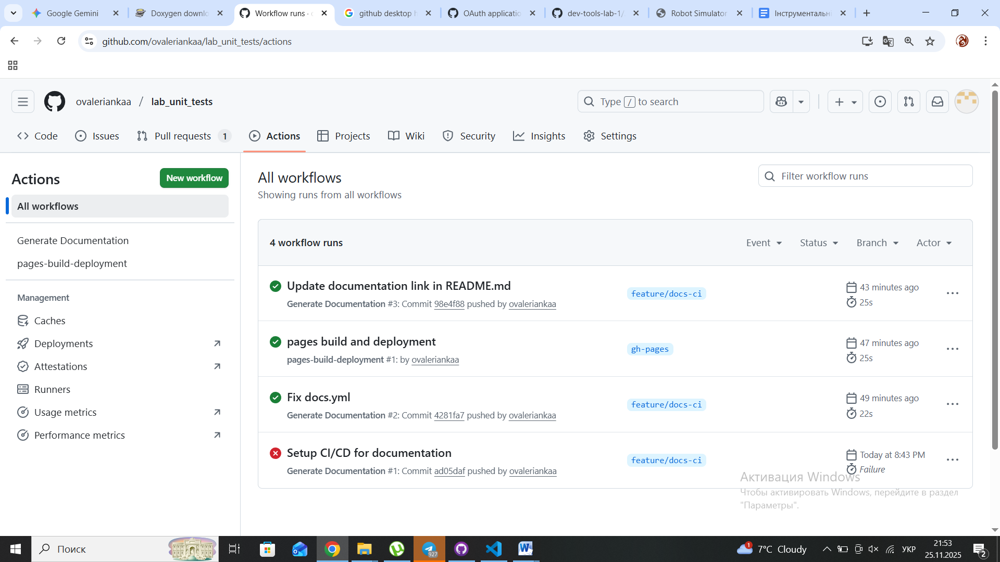 Google Gemini
Doxygen downlo
Workflow runs ·
github desktop h
OAuth applicatio
dev-tools-lab-1/
Robot Simulator
Інструментальні
github.com/ovaleriankaa/lab_unit_tests/actions
ovaleriankaa / lab_unit_tests
Type / to search
Code
Issues
Pull requests 1
Actions
Projects
Wiki
Security
Insights
Settings
Actions
New workflow
All workflows
Generate Documentation
pages-build-deployment
Management
Caches
Deployments
Attestations
Runners
Usage metrics
Performance metrics
All workflows
Showing runs from all workflows
Filter workflow runs
4 workflow runs
Event
Status
Branch
Actor
Update documentation link in README.md
Generate Documentation #3: Commit 98e4f88 pushed by ovaleriankaa
feature/docs-ci
43 minutes ago
25s
pages build and deployment
pages-build-deployment #1: by ovaleriankaa
gh-pages
47 minutes ago
25s
Fix docs.yml
Generate Documentation #2: Commit 4281fa7 pushed by ovaleriankaa
feature/docs-ci
49 minutes ago
22s
Setup CI/CD for documentation
Generate Documentation #1: Commit ad05daf pushed by ovaleriankaa
feature/docs-ci
Today at 8:43 PM
Failure
Активация Windows
Чтобы активировать Windows, перейдите в раздел
"Параметры".
Поиск
927
1
7°C Cloudy
УКР
21:53
25.11.2025
2